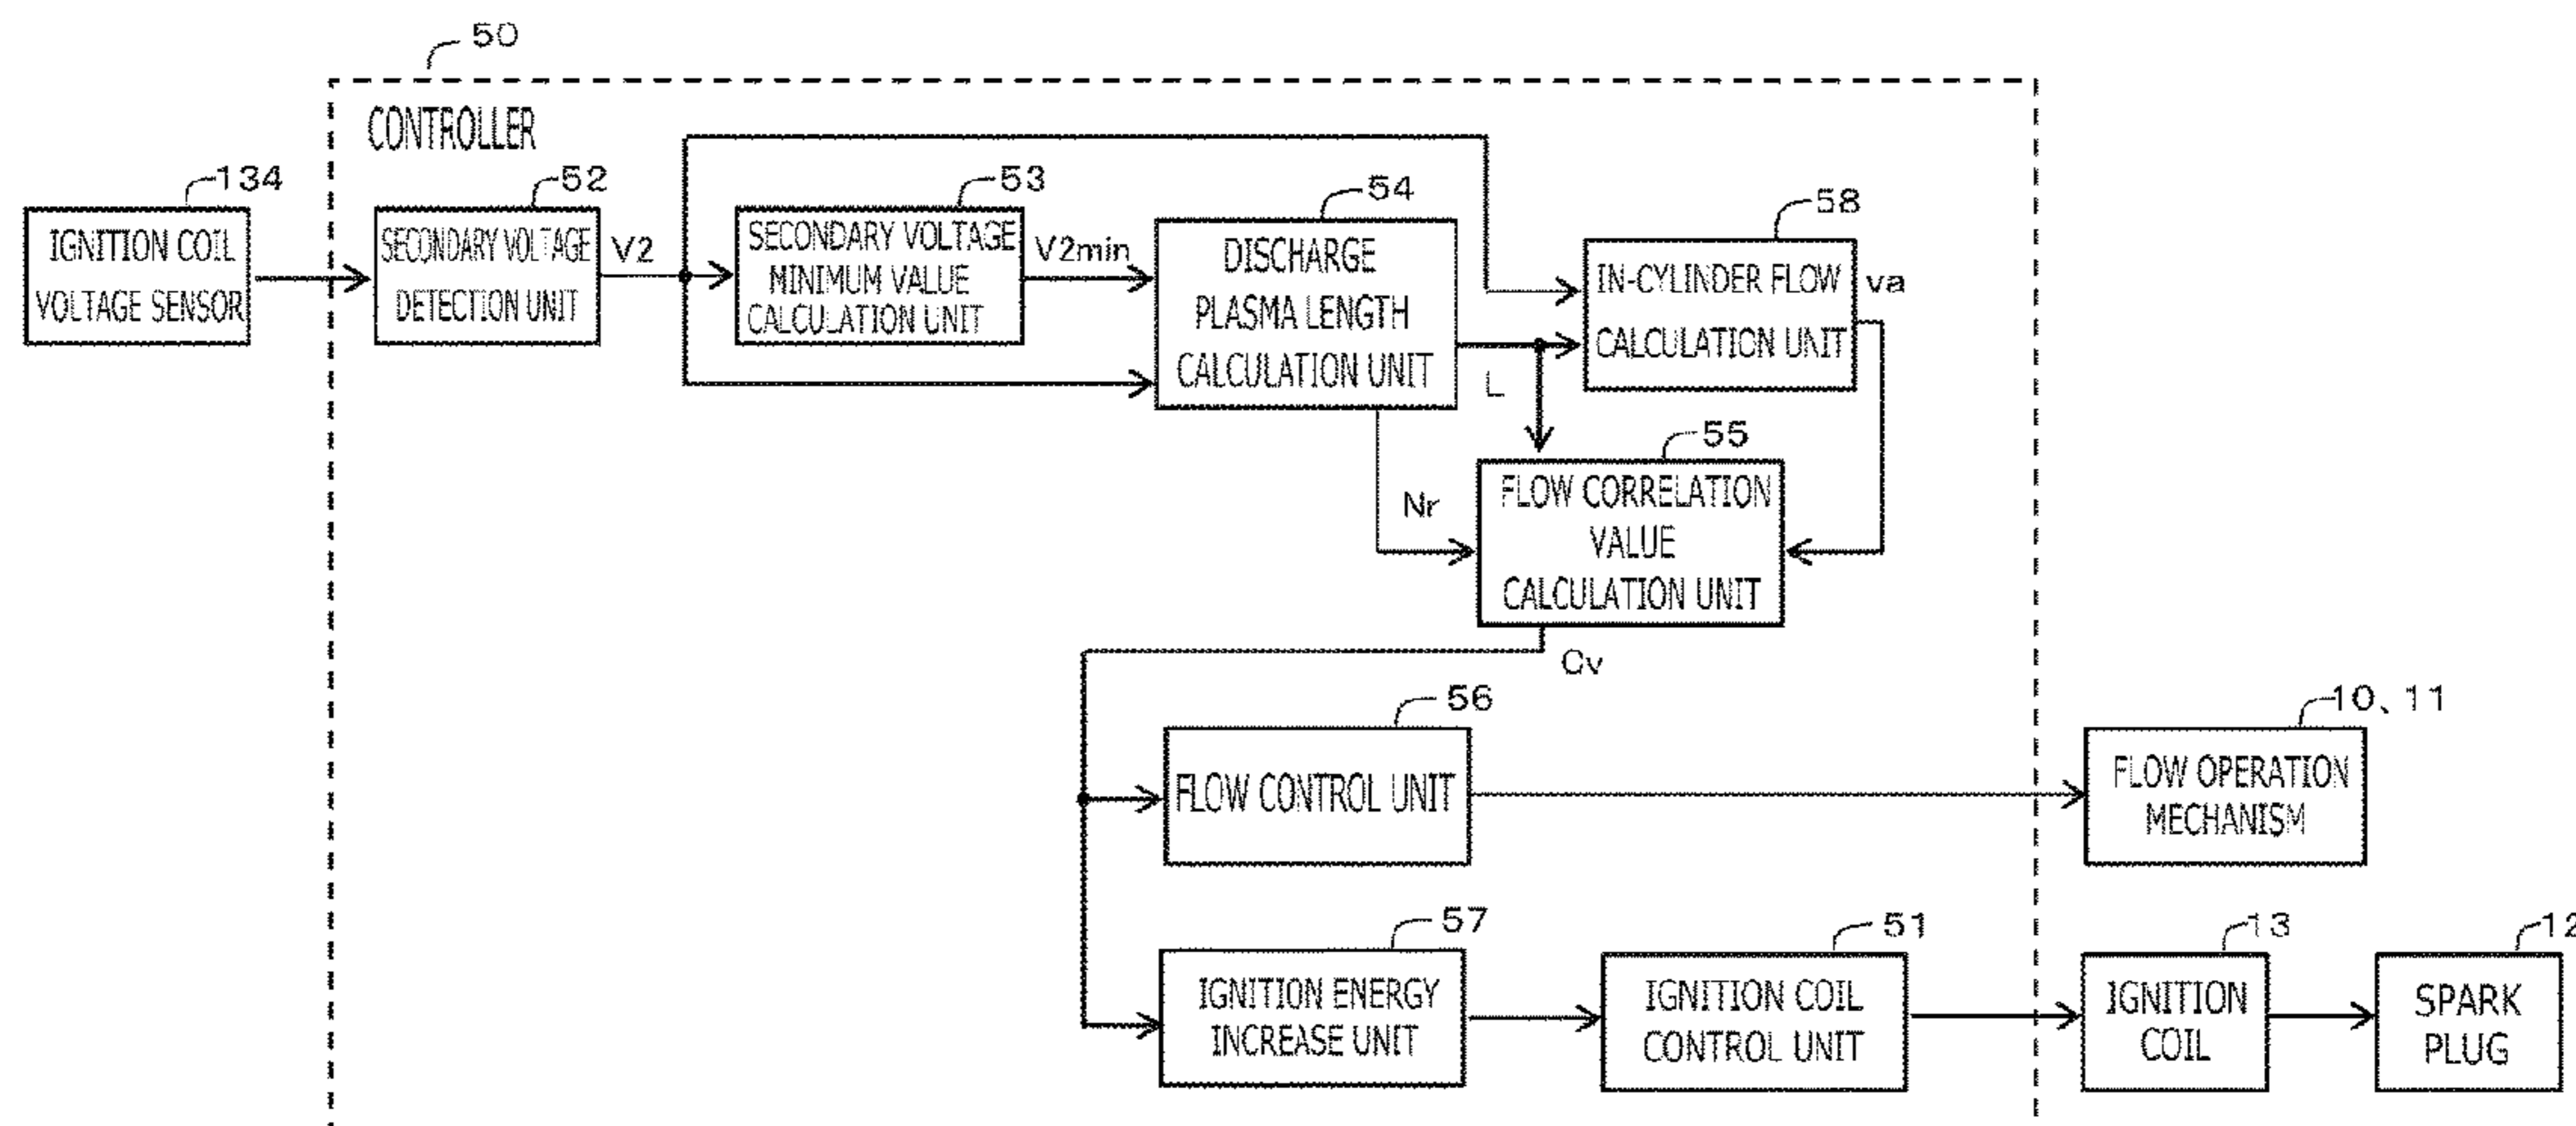 50
CONTROLLER
134
IGNITION COIL
VOLTAGE SENSOR
52
SECONDARY VOLTAGE
DETECTION UNIT
V2
53
SECONDARY VOLTAGE
MINIMUM VALUE
CALCULATION UNIT
V2min
54
DISCHARGE
PLASMA LENGTH
CALCULATION UNIT
L
Nr
58
IN-CYLINDER FLOW
CALCULATION UNIT
va
55
FLOW CORRELATION
VALUE
CALCULATION UNIT
Cv
56
FLOW CONTROL UNIT
10、11
FLOW OPERATION
MECHANISM
57
IGNITION ENERGY
INCREASE UNIT
51
IGNITION COIL
CONTROL UNIT
13
IGNITION
COIL
12
SPARK
PLUG